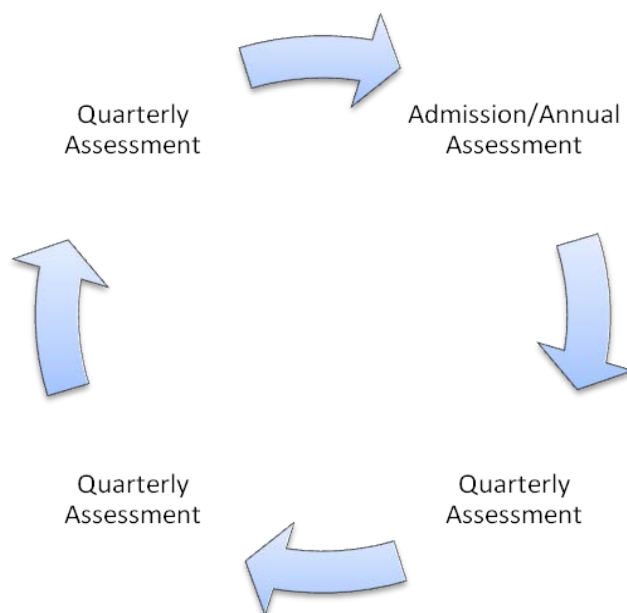 Quarterly
Assessment
Admission/Annual
Assessment
Quarterly
Assessment
Quarterly
Assessment